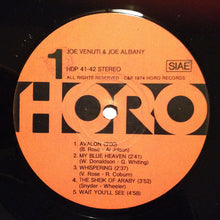 JOE VENUTI & JOE ALBANY
1
SIAE
HDP 41-42 STEREO
ALL RIGHTS RESERVED - C&P 1974 HORO RECORDS
HORO
1 AVALON
(B. Rose -
2 MY BLUE HEAVEN (2:41)
(W. Donaldson - G. Whiting)
3 WHISPERING (2:37)
(V. Rose - R. Coburn)
4 THE SHEIK OF ARABY (3:52)
(Snyder - Wheeler)
5 WAIT YOU'LL SEE (4:58)